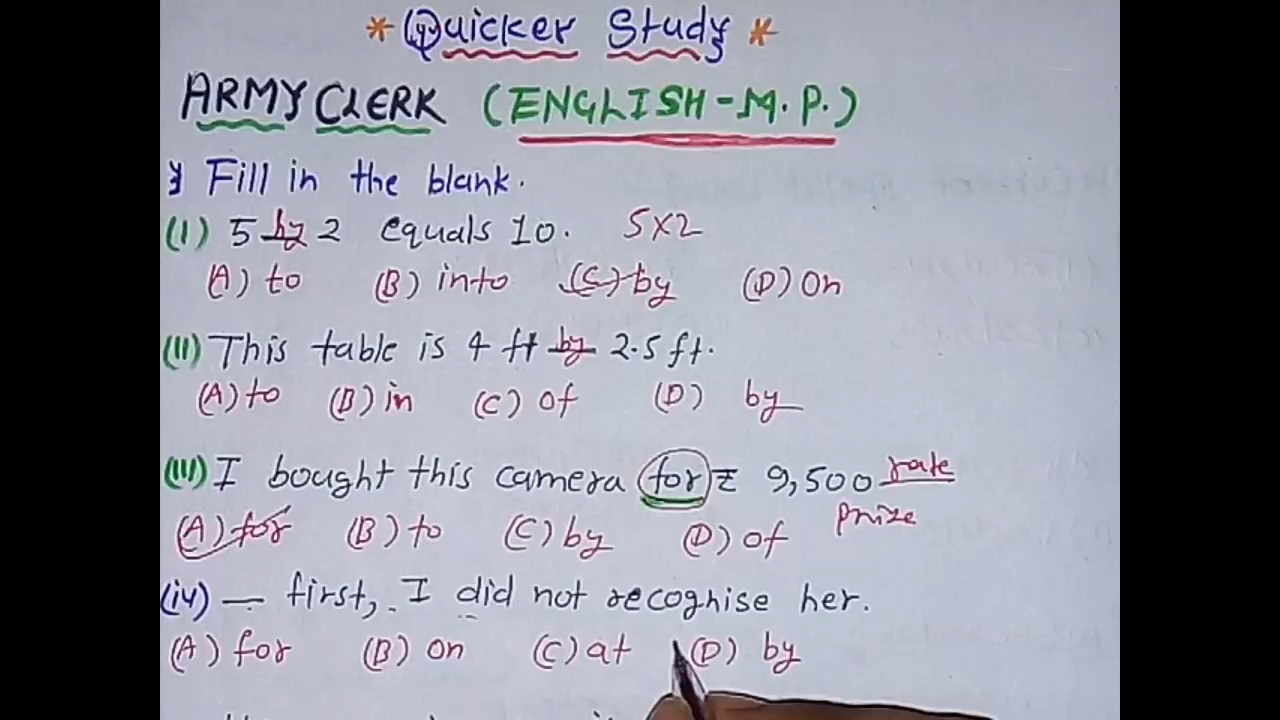 * Quicker Study *
ARMY CLERK (ENGLISH-M.P.)
Fill in the blank.
(I) 5 by 2 equals 10. 5X2
(A) to (B) into (C) by (D) On
(II) This table is 4 ft by 2.5 ft.
(A) to (B) in (C) of (D) by
(III) I bought this camera for ₹ 9,500 rate
prize
(A) for (B) to (C) by (D) of
(iv) — first, I did not recognise her.
(A) for (B) on (C) at (D) by